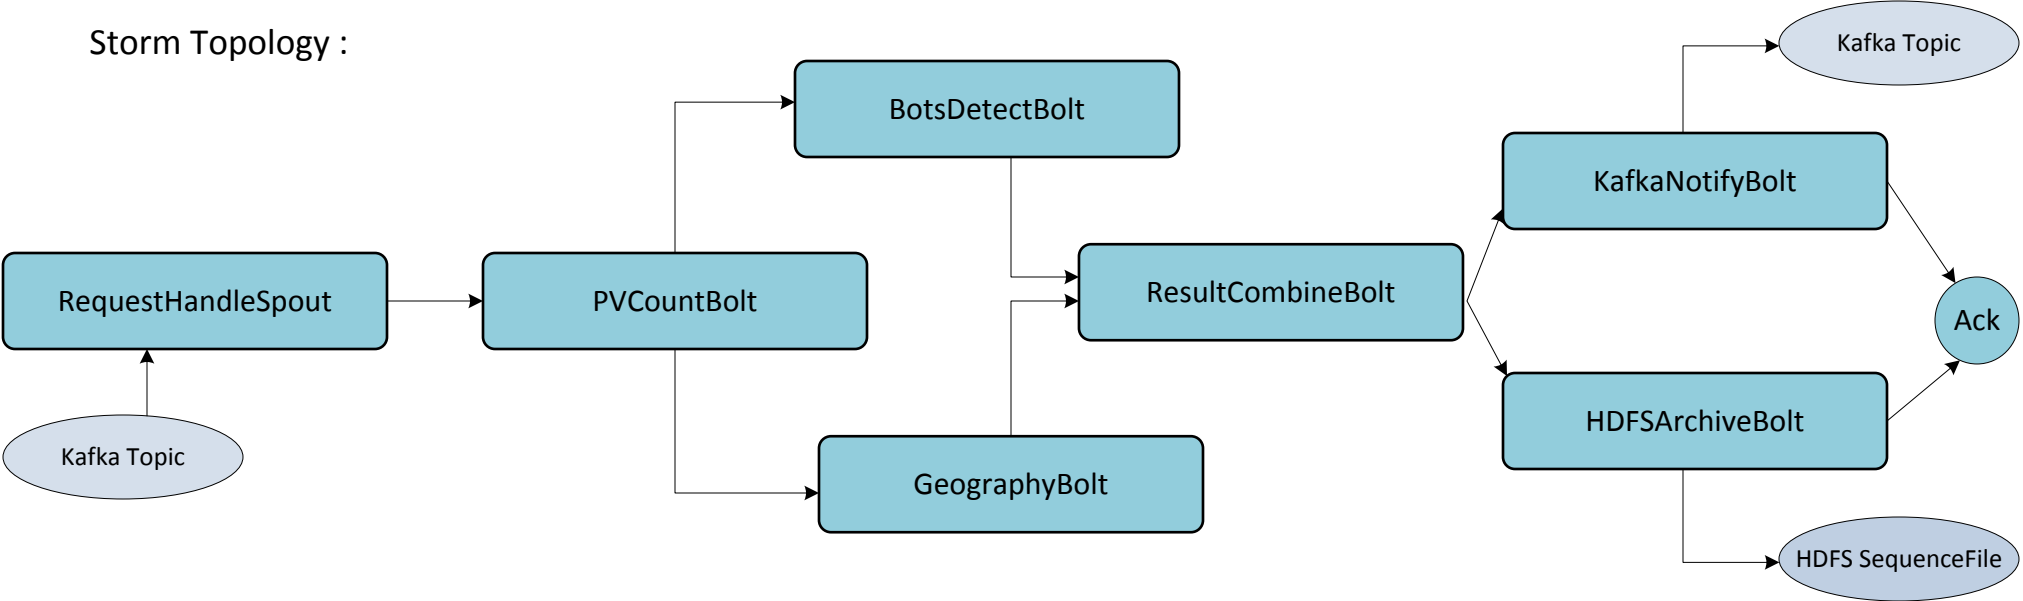 Storm Topology :
Kafka Topic
BotsDetectBolt
KafkaNotifyBolt
RequestHandleSpout
PVCountBolt
ResultCombineBolt
Ack
HDFSArchiveBolt
Kafka Topic
GeographyBolt
HDFS SequenceFile